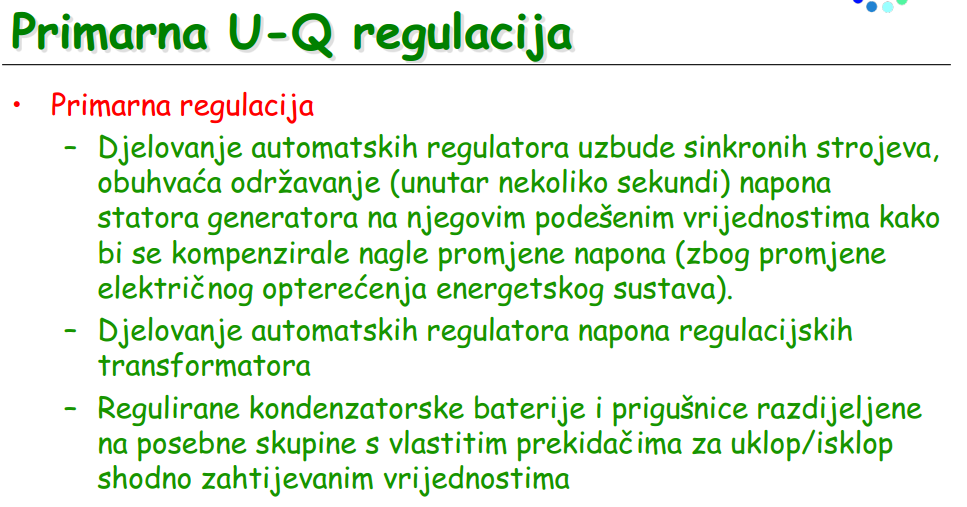 Primarna U-Q regulacija
• Primarna regulacija
– Djelovanje automatskih regulatora uzbude sinkronih strojeva,
obuhvaća održavanje (unutar nekoliko sekundi) napona
statora generatora na njegovim podešenim vrijednostima kako
bi se kompenzirale nagle promjene napona (zbog promjene
električnog opterećenja energetskog sustava).
– Djelovanje automatskih regulatora napona regulacijskih
transformatora
– Regulirane kondenzatorske baterije i prigušnice razdijeljene
na posebne skupine s vlastitim prekidačima za uklop/isklop
shodno zahtijevanim vrijednostima